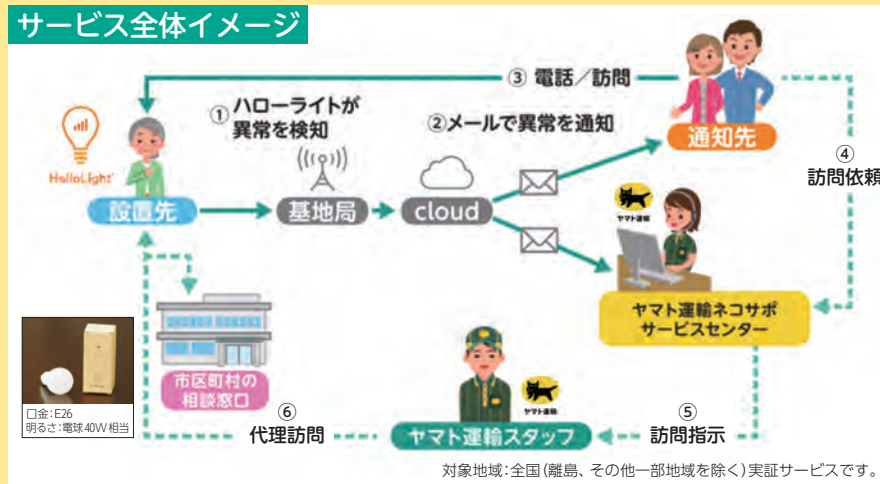 サービス全体イメージ
③ 電話／訪問
① ハローライトが
異常を検知
②メールで異常を通知
通知先
④
訪問依頼
HelloLight
設置先
基地局
cloud
ヤマト運輸
ヤマト運輸ネコサポ
サービスセンター
市区町村の
相談窓口
口金:E26
明るさ:電球40W相当
⑥
代理訪問
ヤマト運輸
ヤマト運輸スタッフ
⑤
訪問指示
対象地域:全国(離島、その他一部地域を除く)実証サービスです。